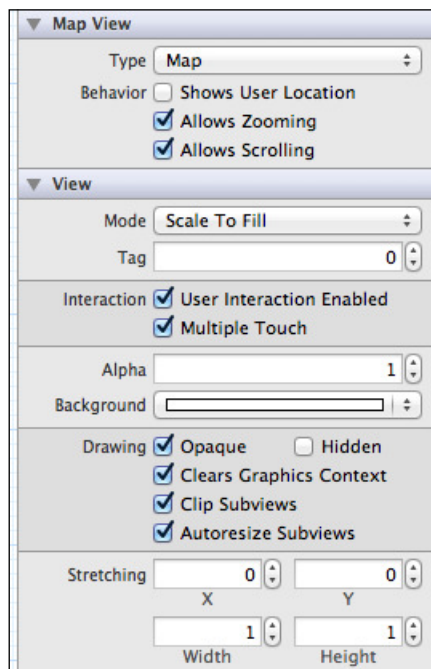 Map View
Type Map
Behavior Shows User Location
Allows Zooming
Allows Scrolling
View
Mode Scale To Fill
Tag 0
Interaction User Interaction Enabled
Multiple Touch
Alpha 1
Background
Drawing Opaque Hidden
Clears Graphics Context
Clip Subviews
Autoresize Subviews
Stretching 0 0
X Y
1 1
Width Height